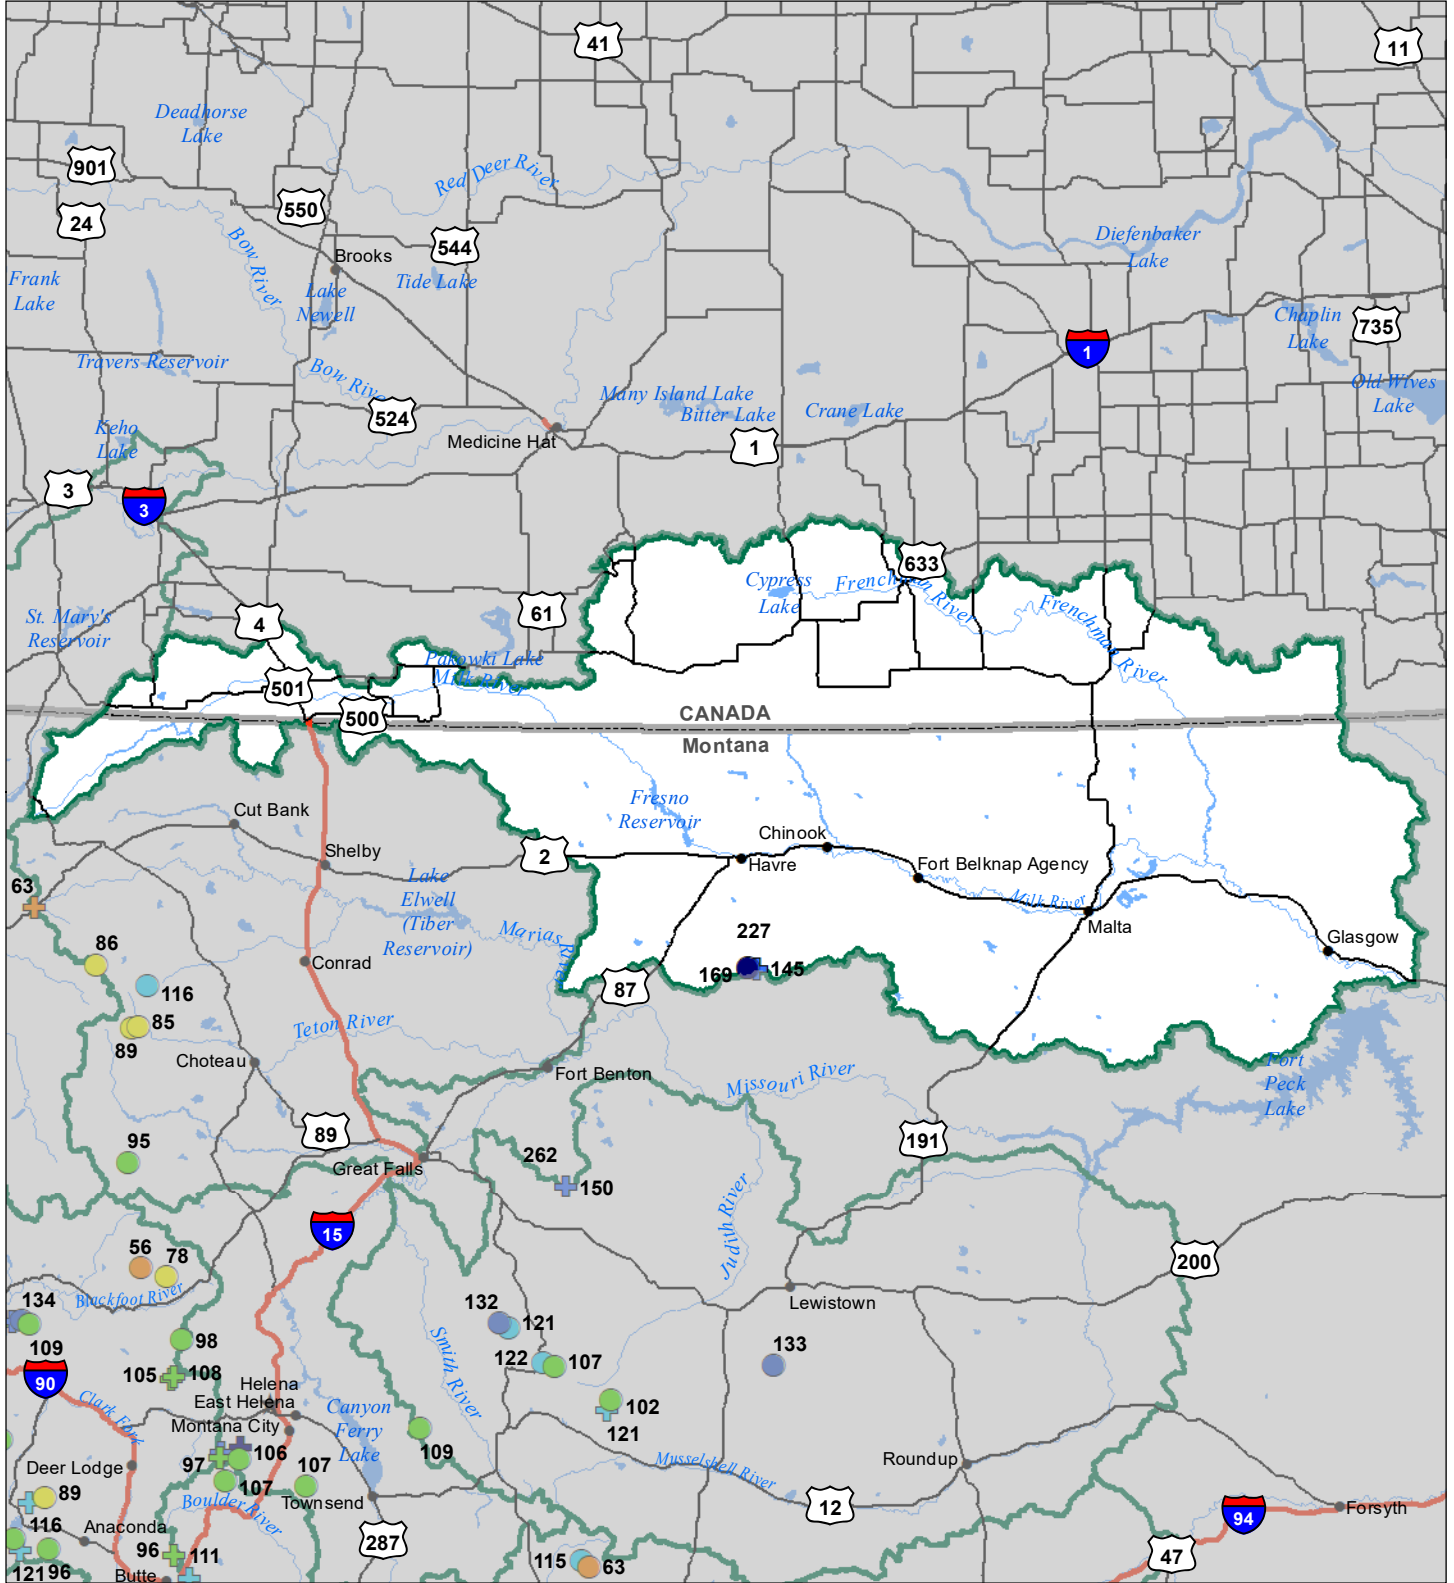 41
11
Deadhorse
Lake
901
Red Deer River
550
24
Bow River
544
Diefenbaker
Lake
Brooks
Frank
Lake
Tide Lake
Lake
Newell
Chaplin
Lake
735
1
Travers Reservoir
Bow River
Many Island Lake
Bitter Lake
Crane Lake
Old Wives
Lake
524
Keho
Lake
Medicine Hat
1
3
3
633
Cypress
Lake
Frenchman River
Frenchman River
61
St. Mary's
Reservoir
4
Pakowki Lake
Milk River
501
500
CANADA
Montana
Fresno
Reservoir
Cut Bank
Chinook
Shelby
2
Havre
Fort Belknap Agency
63
Lake
Elwell
(Tiber
Reservoir)
Milk River
Malta
Marias River
86
227
Glasgow
Conrad
169
145
116
87
85
89
Teton River
Choteau
Fort Benton
Missouri River
Fort
Peck
Lake
89
191
95
262
Great Falls
150
15
Judith River
56
78
200
Blackfoot River
134
132
121
Lewistown
109
98
Smith River
122
107
133
90
105
108
Helena
East Helena
Clark Fork
Canyon
Ferry
Lake
102
Montana City
121
106
109
97
107
Musselshell River
Roundup
Deer Lodge
89
107
Boulder River
Townsend
12
116
Anaconda
287
94
Forsyth
96
111
115
63
47
121
96
Butte